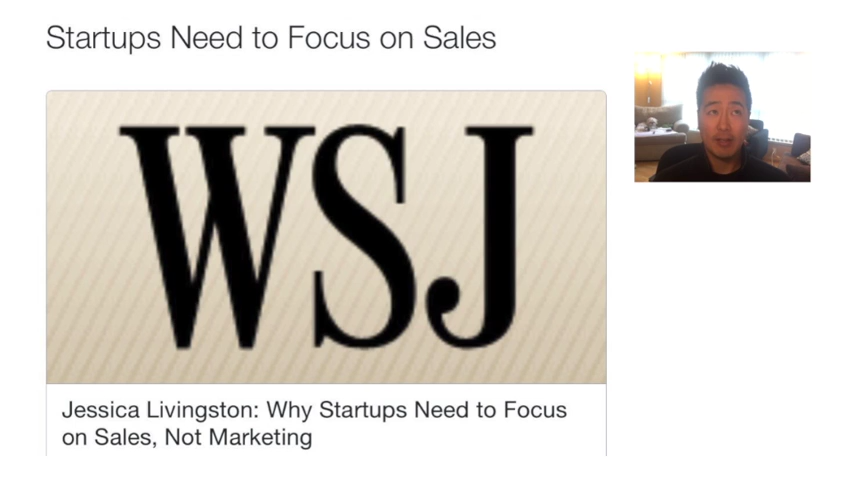 Startups Need to Focus on Sales
WSJ
Jessica Livingston: Why Startups Need to Focus
on Sales, Not Marketing